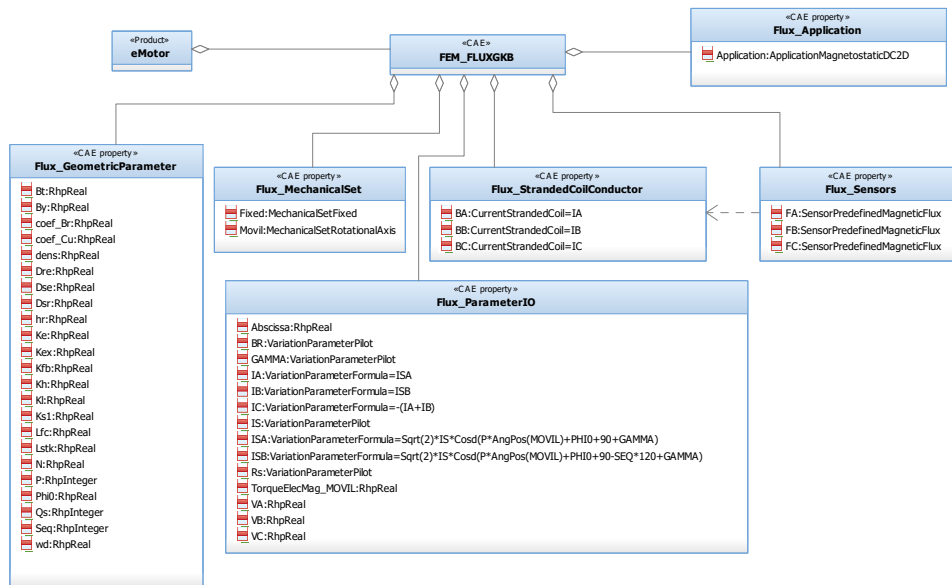 «Product»
eMotor
«CAE»
FEM_FLUXGKB
«CAE property»
Flux_Application
Application:ApplicationMagnetostaticDC2D
«CAE property»
Flux_GeometricParameter
Bt:RhpReal
By:RhpReal
coef_Br:RhpReal
coef_Cu:RhpReal
dens:RhpReal
Dre:RhpReal
Dse:RhpReal
Dsr:RhpReal
hr:RhpReal
Ke:RhpReal
Kex:RhpReal
Kfb:RhpReal
Kh:RhpReal
Kl:RhpReal
Ks1:RhpReal
Lfc:RhpReal
Lstk:RhpReal
N:RhpReal
P:RhpInteger
Phi0:RhpReal
Qs:RhpInteger
Seq:RhpInteger
wd:RhpReal
«CAE property»
Flux_MechanicalSet
Fixed:MechanicalSetFixed
Movil:MechanicalSetRotationalAxis
«CAE property»
Flux_StrandedCoilConductor
BA:CurrentStrandedCoil=IA
BB:CurrentStrandedCoil=IB
BC:CurrentStrandedCoil=IC
«CAE property»
Flux_Sensors
FA:SensorPredefinedMagneticFlux
FB:SensorPredefinedMagneticFlux
FC:SensorPredefinedMagneticFlux
«CAE property»
Flux_ParameterIO
Abscissa:RhpReal
BR:VariationParameterPilot
GAMMA:VariationParameterPilot
IA:VariationParameterFormula=ISA
IB:VariationParameterFormula=ISB
IC:VariationParameterFormula=-(IA+IB)
IS:VariationParameterPilot
ISA:VariationParameterFormula=Sqrt(2)*IS*Cosd(P*AngPos(MOVIL)+PHI0+90+GAMMA)
ISB:VariationParameterFormula=Sqrt(2)*IS*Cosd(P*AngPos(MOVIL)+PHI0+90-SEQ*120+GAMMA)
Rs:VariationParameterPilot
TorqueElecMag_MOVIL:RhpReal
VA:RhpReal
VB:RhpReal
VC:RhpReal